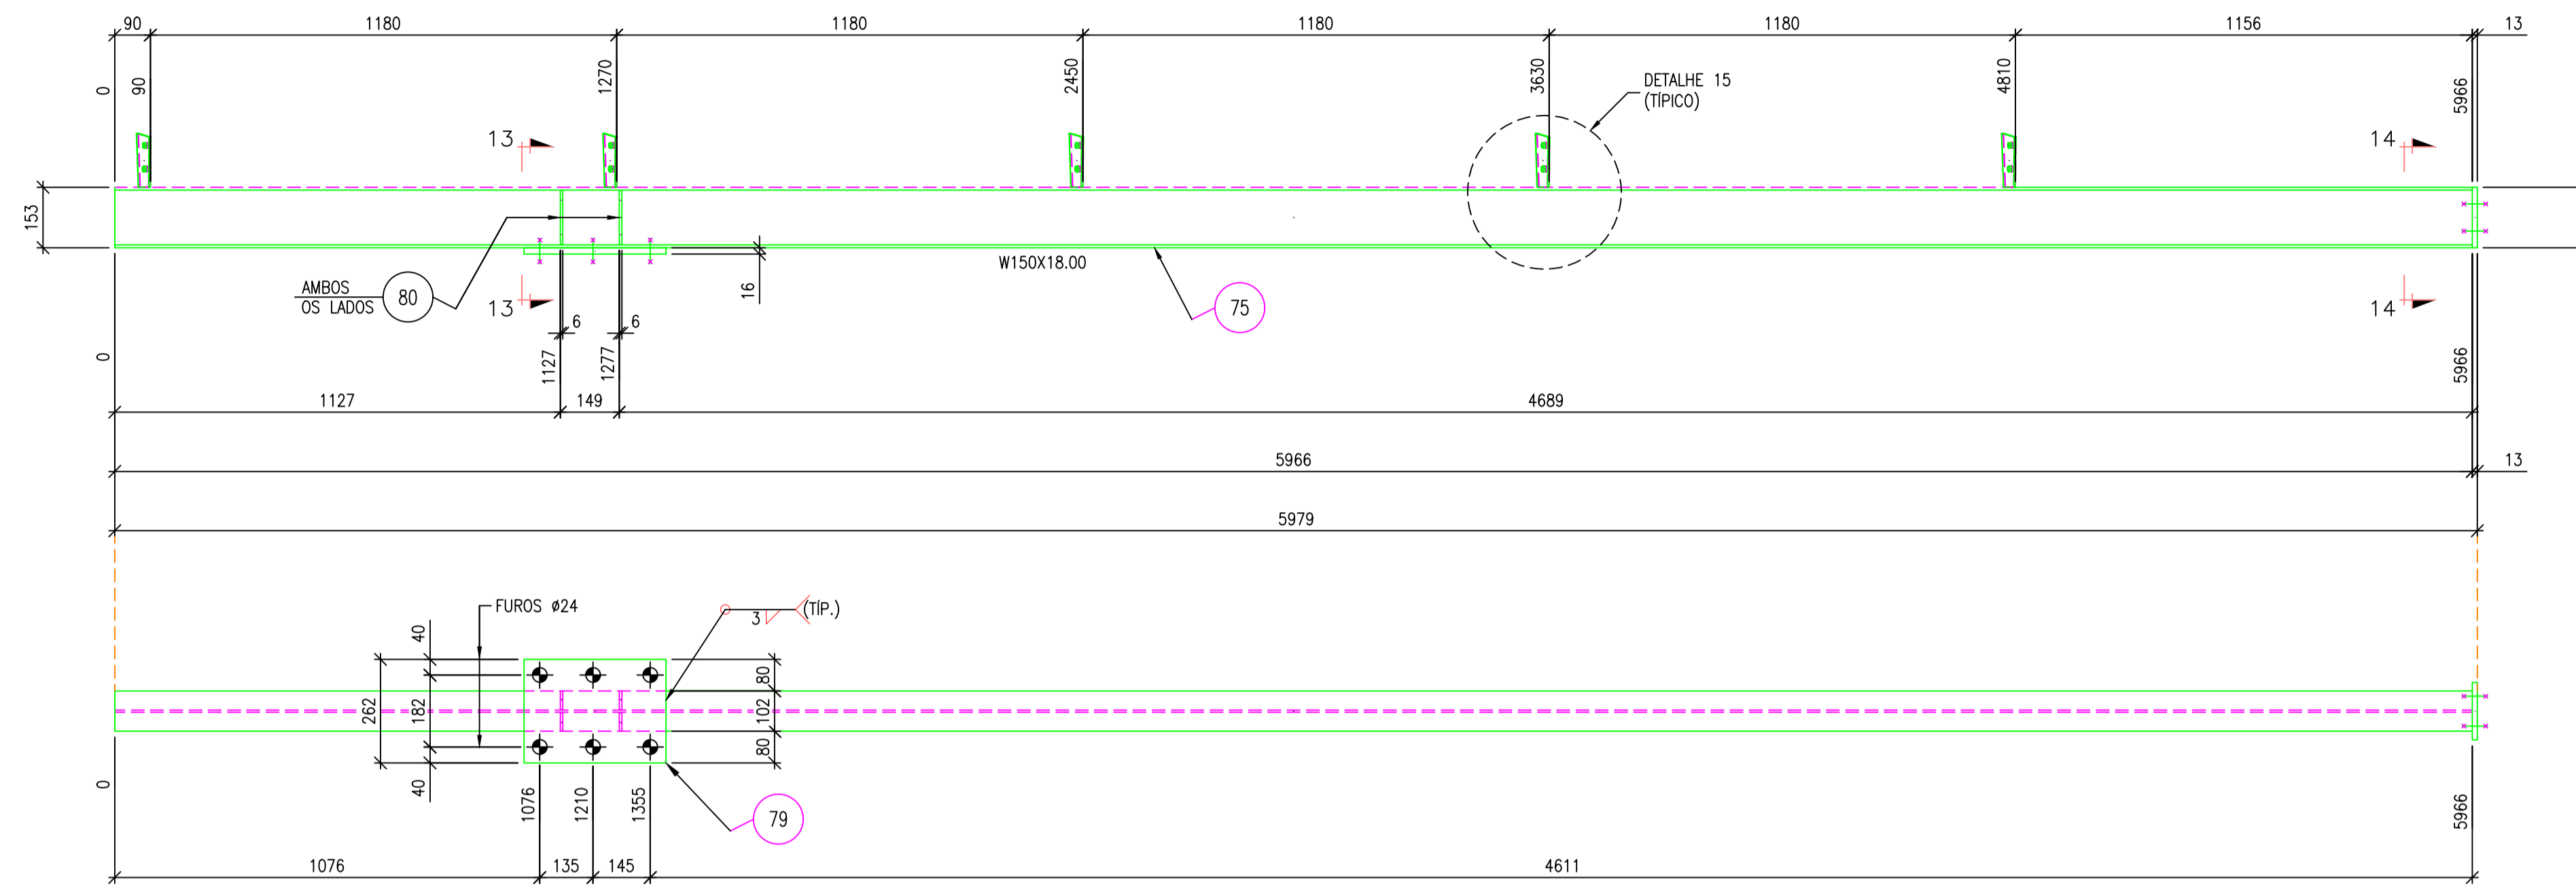 90 1180 1180 1180 1180 1156 13
0 90 1270 2450 3630 4810 5966
DETALHE 15
(TÍPICO)
13 14
153
W150X18.00
AMBOS
OS LADOS
80
13
16
75
14
6 6
0 1127 1277 5966
1127 149 4689
5966 13
5979
FUROS ø24
3 (TÍP.)
40 80
262 182 102
40 80
0 1076 1210 1355 5966
79
1076 135 145 4611